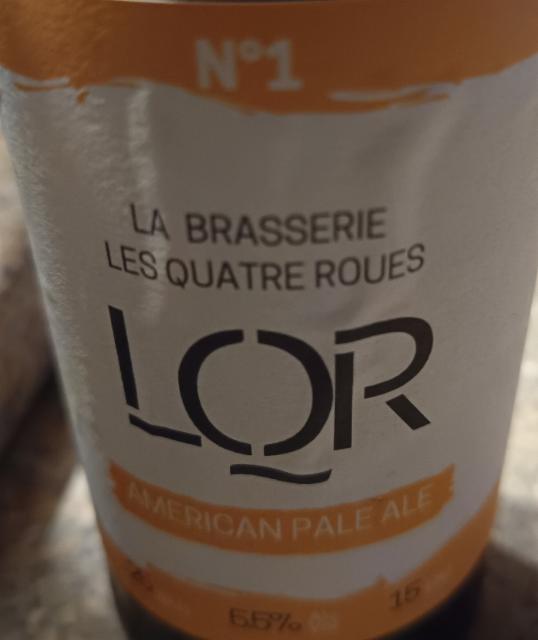 N°1
LA BRASSERIE
LES QUATRE ROUES
LQR
AMERICAN PALE ALE
5.5%
15